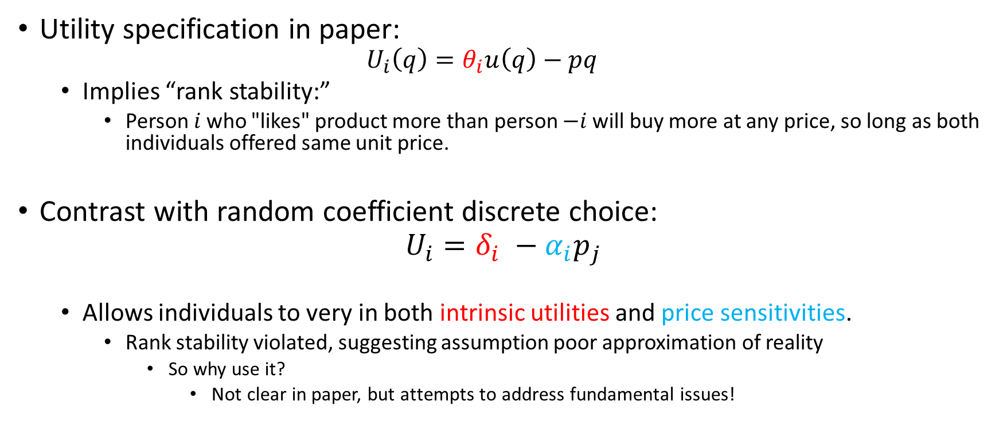 • Utility specification in paper:
U_i(q) = θ_i u(q) − pq
• Implies “rank stability:”
• Person i who "likes" product more than person −i will buy more at any price, so long as both
individuals offered same unit price.
• Contrast with random coefficient discrete choice:
U_i = δ_i − α_i p_j
• Allows individuals to very in both intrinsic utilities and price sensitivities.
• Rank stability violated, suggesting assumption poor approximation of reality
• So why use it?
• Not clear in paper, but attempts to address fundamental issues!